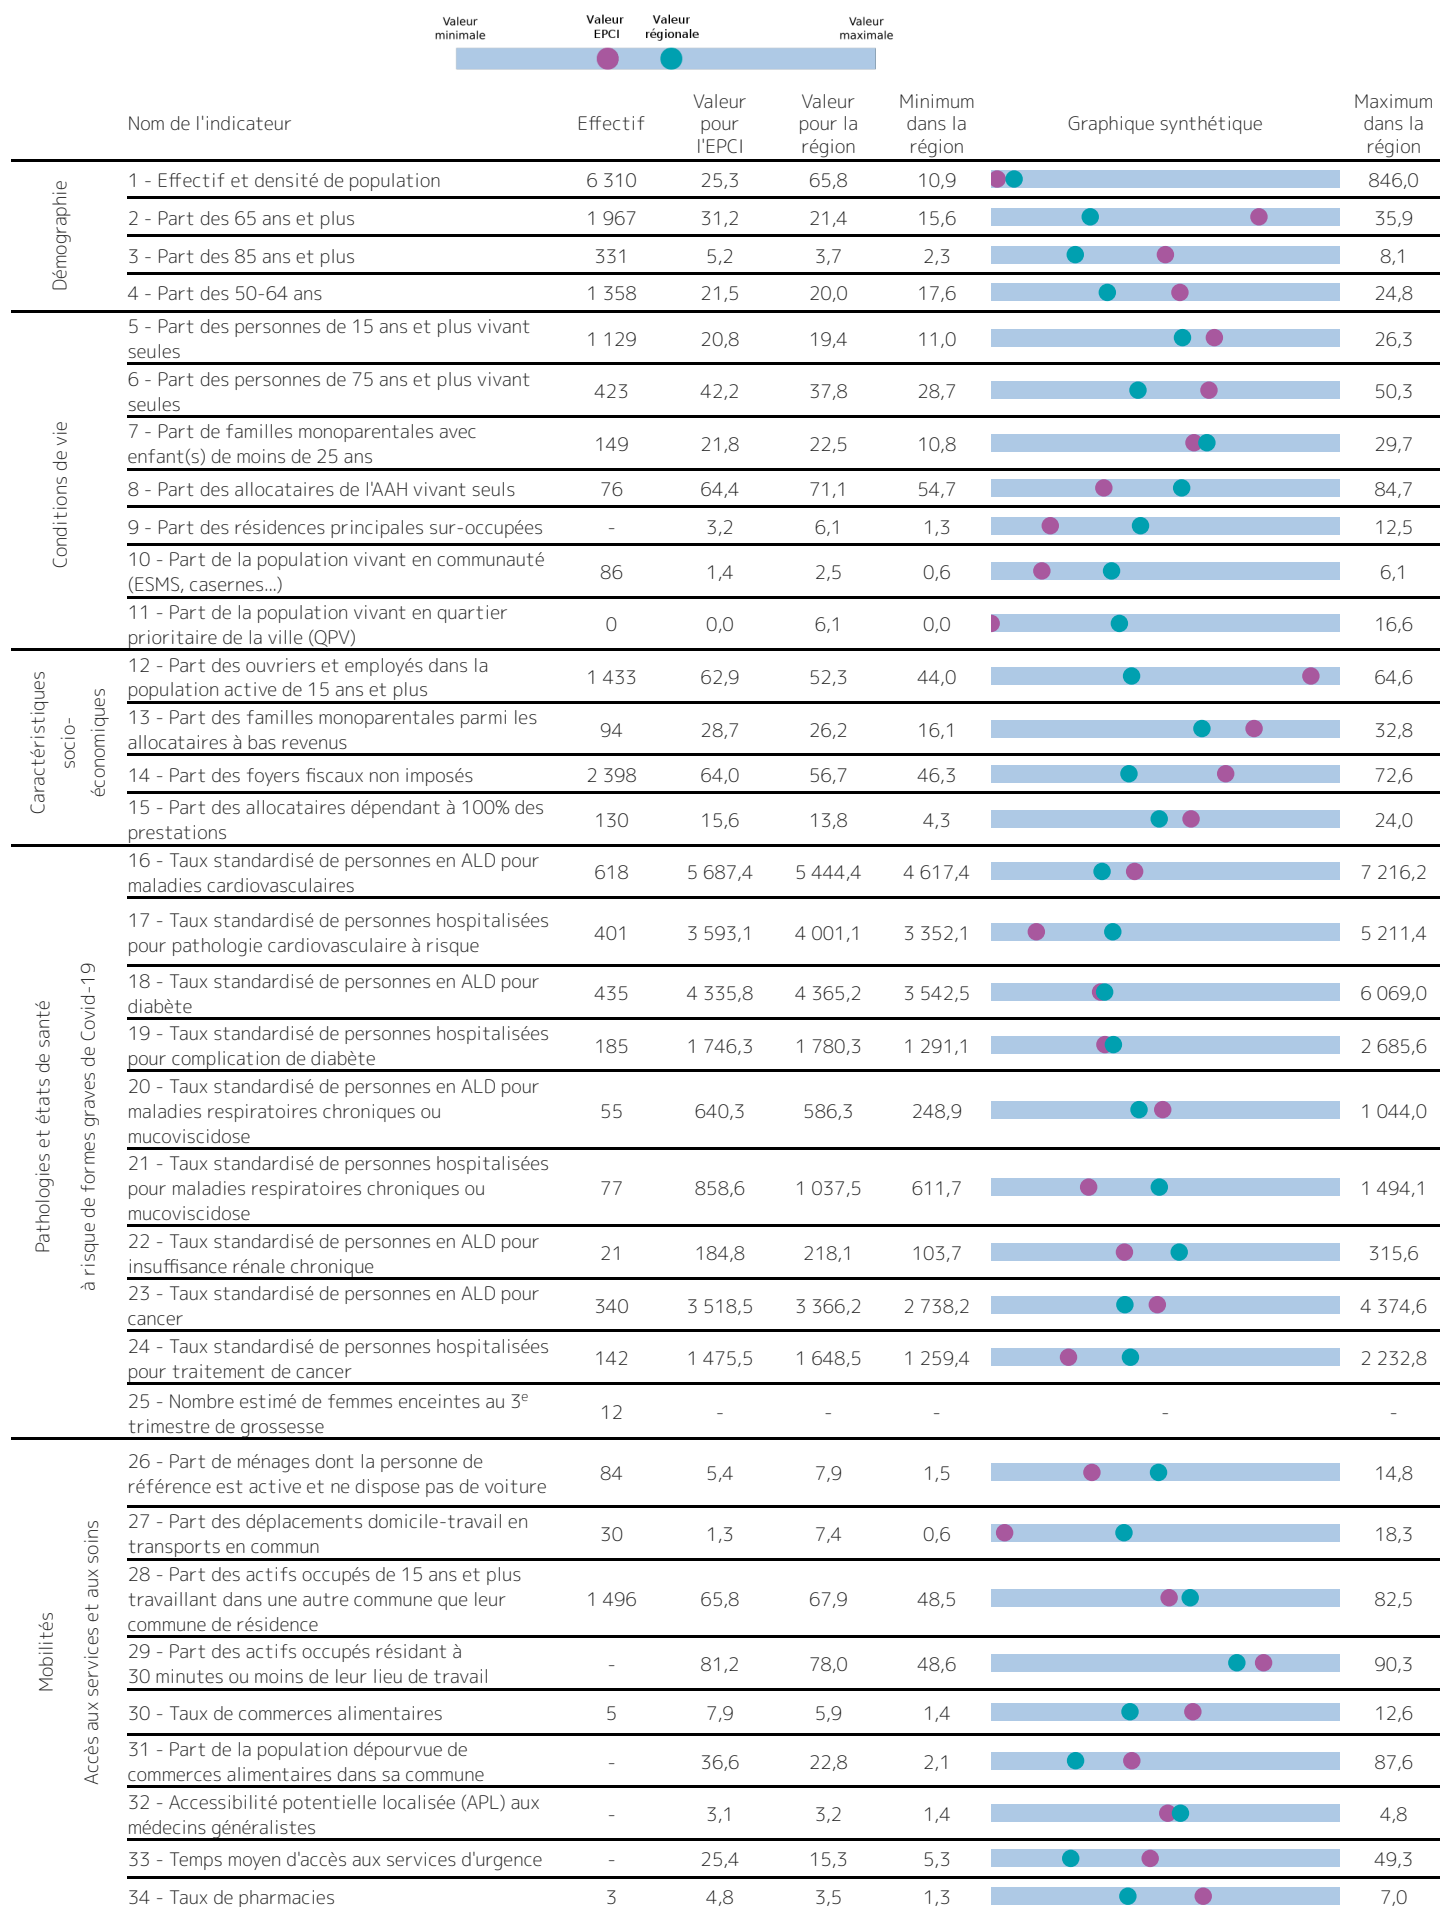 Valeur minimale
Valeur EPCI
Valeur régionale
Valeur maximale
Nom de l'indicateur
Effectif
Valeur pour l'EPCI
Valeur pour la région
Minimum dans la région
Graphique synthétique
Maximum dans la région
Démographie
1 - Effectif et densité de population 6 310 25,3 65,8 10,9 846,0
2 - Part des 65 ans et plus 1 967 31,2 21,4 15,6 35,9
3 - Part des 85 ans et plus 331 5,2 3,7 2,3 8,1
4 - Part des 50-64 ans 1 358 21,5 20,0 17,6 24,8
Conditions de vie
5 - Part des personnes de 15 ans et plus vivant
seules 1 129 20,8 19,4 11,0 26,3
6 - Part des personnes de 75 ans et plus vivant
seules 423 42,2 37,8 28,7 50,3
7 - Part de familles monoparentales avec
enfant(s) de moins de 25 ans 149 21,8 22,5 10,8 29,7
8 - Part des allocataires de l'AAH vivant seuls 76 64,4 71,1 54,7 84,7
9 - Part des résidences principales sur-occupées - 3,2 6,1 1,3 12,5
10 - Part de la population vivant en communauté
(ESMS, casernes...) 86 1,4 2,5 0,6 6,1
11 - Part de la population vivant en quartier
prioritaire de la ville (QPV) 0 0,0 6,1 0,0 16,6
Caractéristiques
socio-
économiques
12 - Part des ouvriers et employés dans la
population active de 15 ans et plus 1 433 62,9 52,3 44,0 64,6
13 - Part des familles monoparentales parmi les
allocataires à bas revenus 94 28,7 26,2 16,1 32,8
14 - Part des foyers fiscaux non imposés 2 398 64,0 56,7 46,3 72,6
15 - Part des allocataires dépendant à 100% des
prestations 130 15,6 13,8 4,3 24,0
Pathologies et états de santé
à risque de formes graves de Covid-19
16 - Taux standardisé de personnes en ALD pour
maladies cardiovasculaires 618 5 687,4 5 444,4 4 617,4 7 216,2
17 - Taux standardisé de personnes hospitalisées
pour pathologie cardiovasculaire à risque 401 3 593,1 4 001,1 3 352,1 5 211,4
18 - Taux standardisé de personnes en ALD pour
diabète 435 4 335,8 4 365,2 3 542,5 6 069,0
19 - Taux standardisé de personnes hospitalisées
pour complication de diabète 185 1 746,3 1 780,3 1 291,1 2 685,6
20 - Taux standardisé de personnes en ALD pour
maladies respiratoires chroniques ou 55 640,3 586,3 248,9 1 044,0
mucoviscidose
21 - Taux standardisé de personnes hospitalisées
pour maladies respiratoires chroniques ou 77 858,6 1 037,5 611,7 1 494,1
mucoviscidose
22 - Taux standardisé de personnes en ALD pour
insuffisance rénale chronique 21 184,8 218,1 103,7 315,6
23 - Taux standardisé de personnes en ALD pour
cancer 340 3 518,5 3 366,2 2 738,2 4 374,6
24 - Taux standardisé de personnes hospitalisées
pour traitement de cancer 142 1 475,5 1 648,5 1 259,4 2 232,8
25 - Nombre estimé de femmes enceintes au 3e
trimestre de grossesse 12 - - - - -
Mobilités
Accès aux services et aux soins
26 - Part de ménages dont la personne de
référence est active et ne dispose pas de voiture 84 5,4 7,9 1,5 14,8
27 - Part des déplacements domicile-travail en
transports en commun 30 1,3 7,4 0,6 18,3
28 - Part des actifs occupés de 15 ans et plus
travaillant dans une autre commune que leur 1 496 65,8 67,9 48,5 82,5
commune de résidence
29 - Part des actifs occupés résidant à
30 minutes ou moins de leur lieu de travail - 81,2 78,0 48,6 90,3
30 - Taux de commerces alimentaires 5 7,9 5,9 1,4 12,6
31 - Part de la population dépourvue de
commerces alimentaires dans sa commune - 36,6 22,8 2,1 87,6
32 - Accessibilité potentielle localisée (APL) aux
médecins généralistes - 3,1 3,2 1,4 4,8
33 - Temps moyen d'accès aux services d'urgence - 25,4 15,3 5,3 49,3
34 - Taux de pharmacies 3 4,8 3,5 1,3 7,0